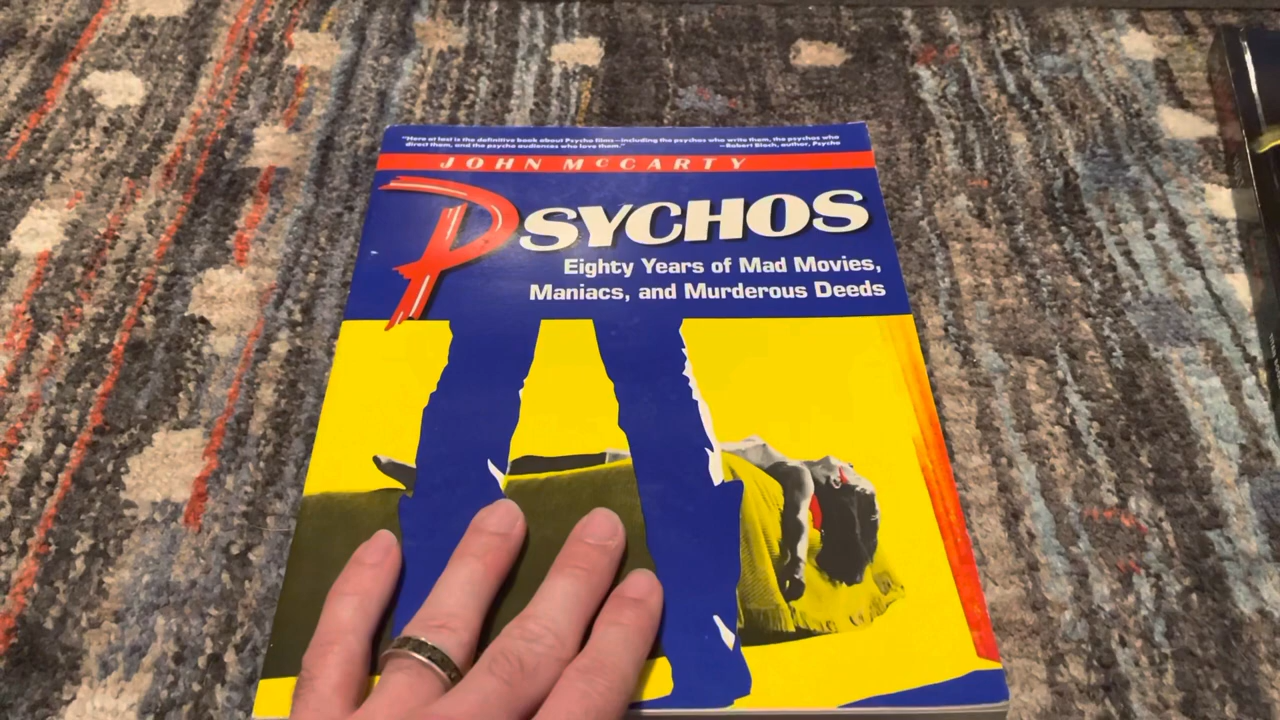 "Here at last is the definitive book about Psycho films—including the psychos who write them, the psychos who
direct them, and the psycho audiences who love them." —Robert Bloch, author, Psycho
JOHN McCARTY
PSYCHOS
Eighty Years of Mad Movies,
Maniacs, and Murderous Deeds